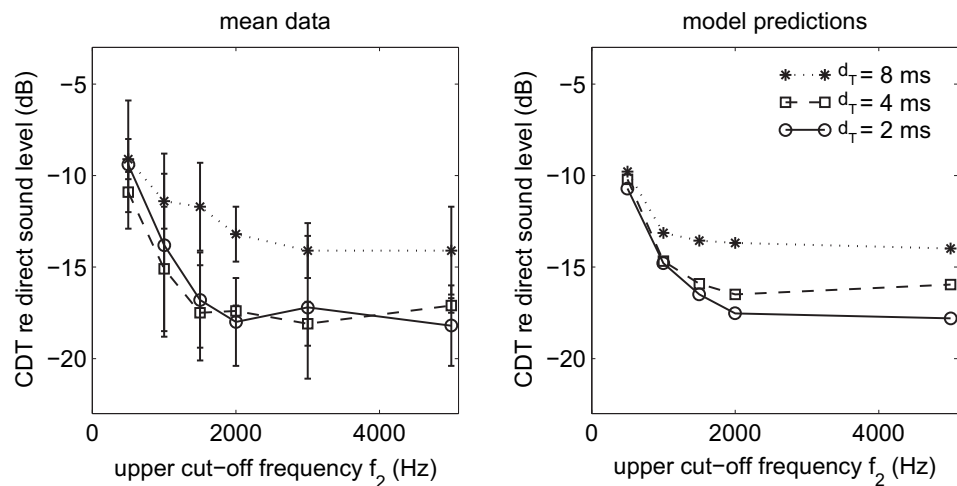 mean data
CDT re direct sound level (dB)
−5
−10
−15
−20
0
2000
4000
upper cut−off frequency f2 (Hz)
model predictions
CDT re direct sound level (dB)
−5
−10
−15
−20
0
2000
4000
upper cut−off frequency f2 (Hz)
dT = 8 ms
dT = 4 ms
dT = 2 ms